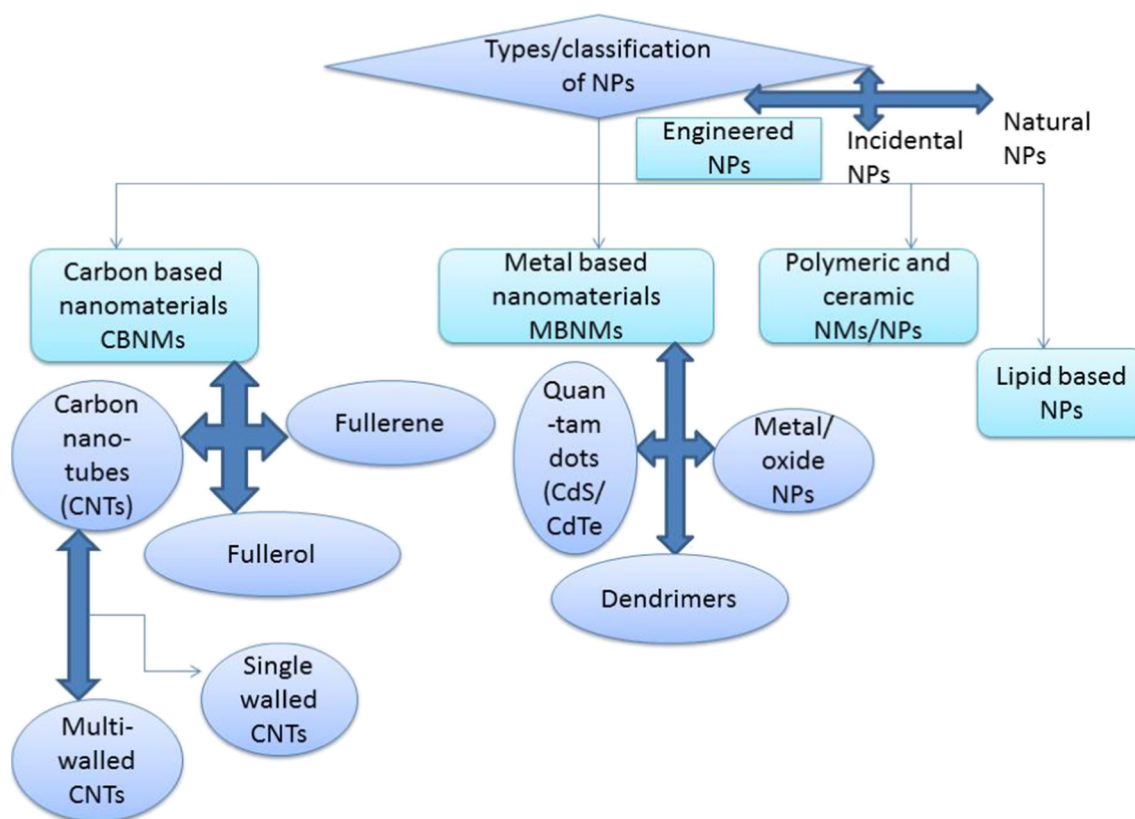 Types/classification
of NPs
Engineered
NPs
Incidental
NPs
Natural
NPs
Carbon based
nanomaterials
CBNMs
Metal based
nanomaterials
MBNMs
Polymeric and
ceramic
NMs/NPs
Lipid based
NPs
Carbon
nano-
tubes
(CNTs)
Fullerene
Fullerol
Quan
-tam
dots
(CdS/
CdTe
Metal/
oxide
NPs
Dendrimers
Single
walled
CNTs
Multi-
walled
CNTs